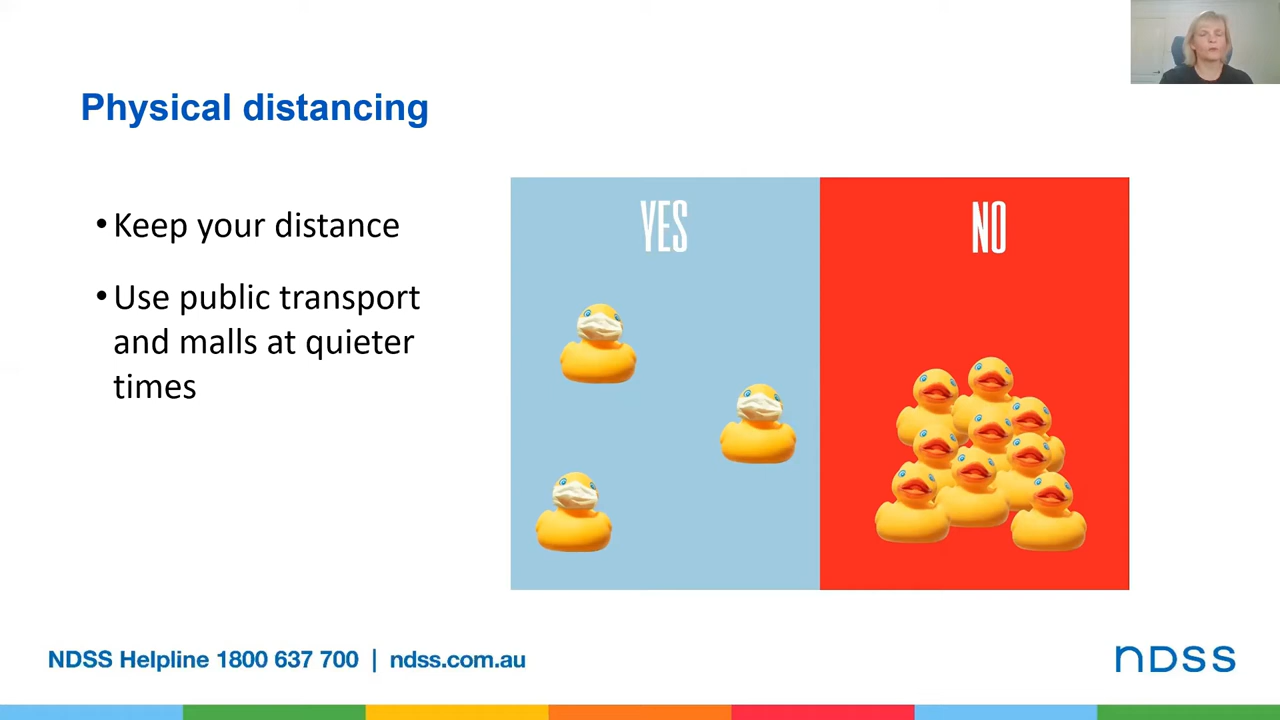 Physical distancing
• Keep your distance
• Use public transport
and malls at quieter
times
YES
NO
NDSS Helpline 1800 637 700 | ndss.com.au
ndss